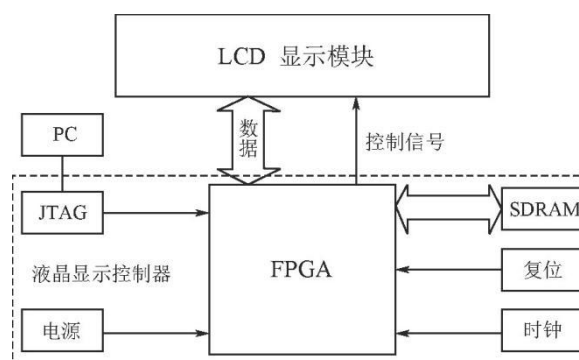 LCD 显示模块
PC
数据
控制信号
JTAG
FPGA
SDRAM
液晶显示控制器
复位
电源
时钟